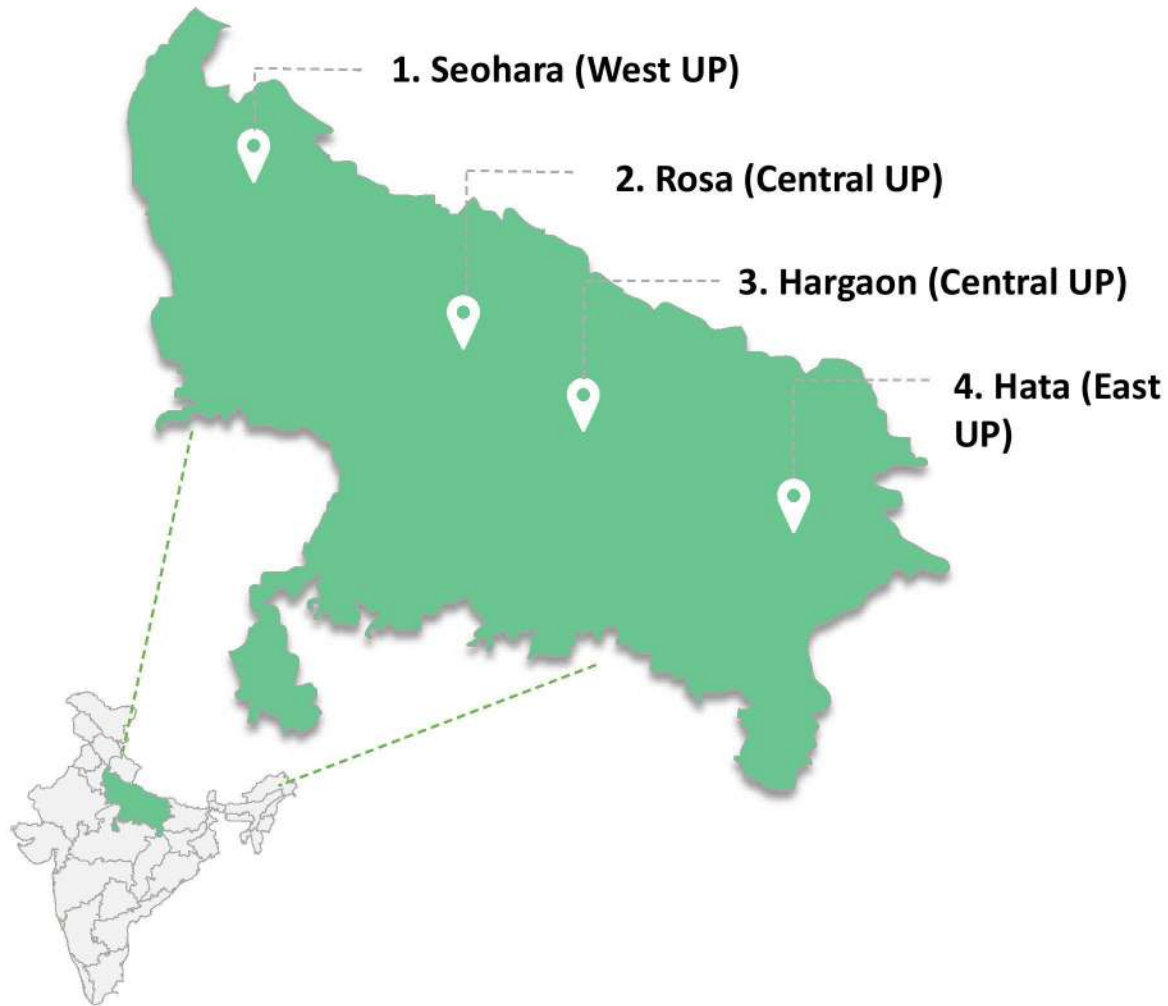 1. Seohara (West UP)
2. Rosa (Central UP)
3. Hargaon (Central UP)
4. Hata (East
UP)